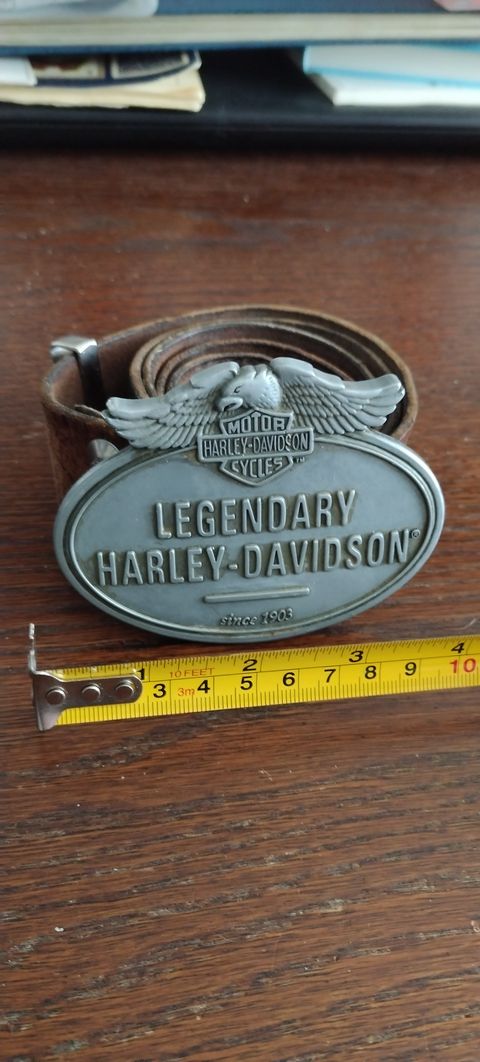 MOTOR
HARLEY-DAVIDSON
CYCLES™
LEGENDARY
HARLEY-DAVIDSON®
since 1903
1 10 FEET 2 3 4
3m 3 4 5 6 7 8 9 10